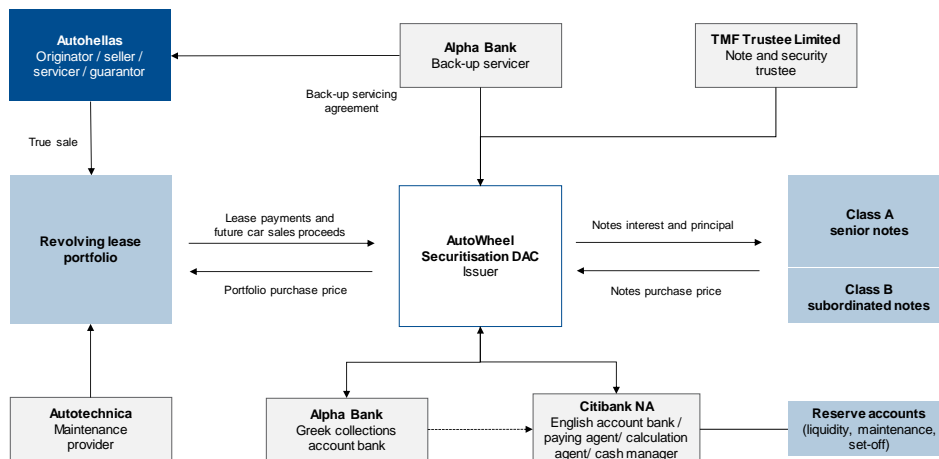 Autohellas
Originator / seller /
servicer / guarantor
Alpha Bank
Back-up servicer
TMF Trustee Limited
Note and security
trustee
Back-up servicing
agreement
True sale
Revolving lease
portfolio
Lease payments and
future car sales proceeds
Portfolio purchase price
AutoWheel
Securitisation DAC
Issuer
Notes interest and principal
Notes purchase price
Class A
senior notes
Class B
subordinated notes
Autotechnica
Maintenance
provider
Alpha Bank
Greek collections
account bank
Citibank NA
English account bank /
paying agent/ calculation
agent/ cash manager
Reserve accounts
(liquidity, maintenance,
set-off)